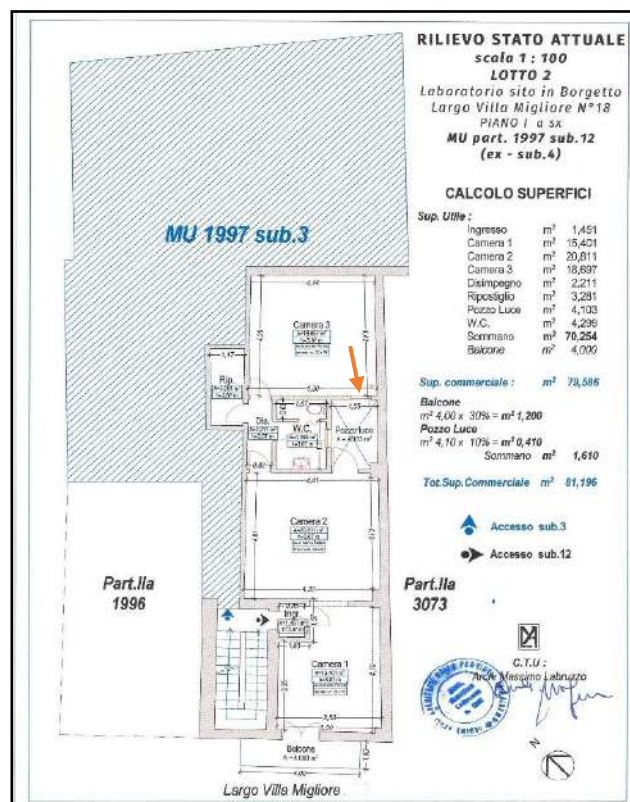 RILIEVO STATO ATTUALE
scala 1 : 100
LOTTO 2
Laboratorio sito in Borgetto
Largo Villa Migliore N°18
PIANO I a sx
MU part. 1997 sub.12
(ex - sub.4)
CALCOLO SUPERFICI
Sup. Utile :
Ingresso m² 1,451
Camera 1 m² 15,401
Camera 2 m² 20,811
Camera 3 m² 18,697
Disimpegno m² 2,211
Ripostiglio m² 3,281
Pozzo Luce m² 4,103
W.C. m² 4,299
Sommano m² 70,254
Balcone m² 4,000
Sup. commerciale : m² 79,586
Balcone
m² 4,00 x 30% = m² 1,200
Pozzo Luce
m² 4,10 x 10% = m² 0,410
Sommano m² 1,610
Tot.Sup.Commerciale m² 81,196
Accesso sub.3
Accesso sub.12
C.T.U :
Arch. Massimo Labruzzo
N
MU 1997 sub.3
Camera 3
Rip.
Dis.
W.C.
Pozzo luce
Camera 2
Part.lla
1996
Part.lla
3073
Ingr.
Camera 1
Balcone
Largo Villa Migliore